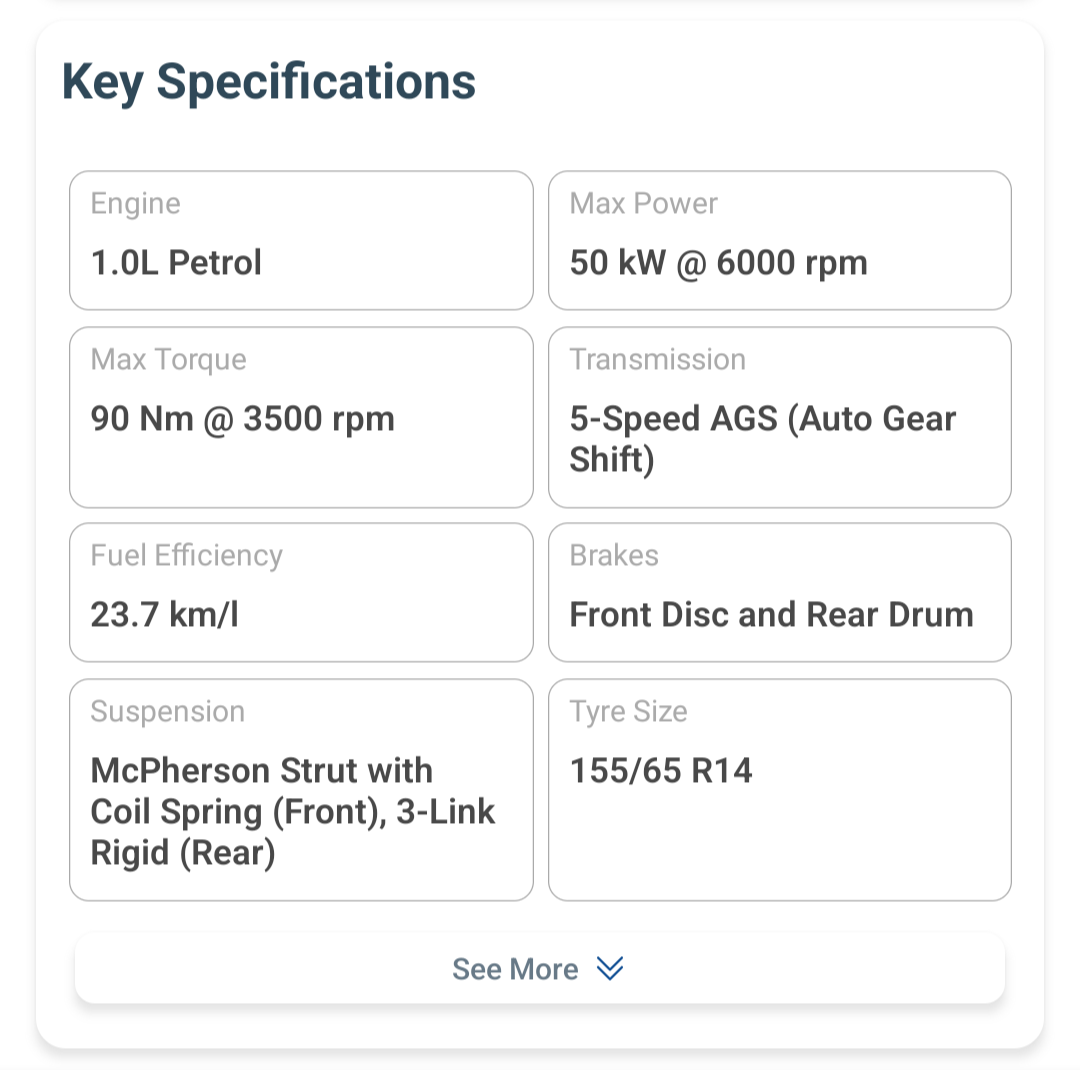 Key Specifications
Engine
1.0L Petrol
Max Power
50 kW @ 6000 rpm
Max Torque
90 Nm @ 3500 rpm
Transmission
5-Speed AGS (Auto Gear
Shift)
Fuel Efficiency
23.7 km/l
Brakes
Front Disc and Rear Drum
Suspension
McPherson Strut with
Coil Spring (Front), 3-Link
Rigid (Rear)
Tyre Size
155/65 R14
See More